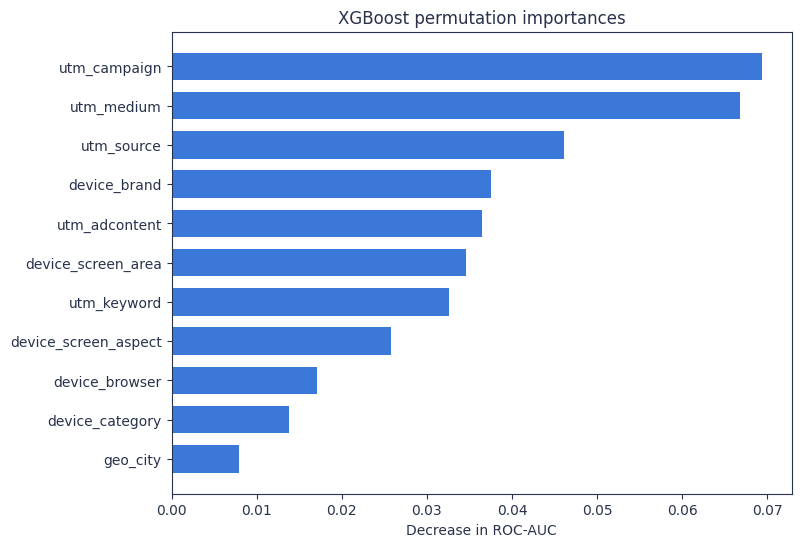 XGBoost permutation importances
utm_campaign
utm_medium
utm_source
device_brand
utm_adcontent
device_screen_area
utm_keyword
device_screen_aspect
device_browser
device_category
geo_city
0.00 0.01 0.02 0.03 0.04 0.05 0.06 0.07
Decrease in ROC-AUC